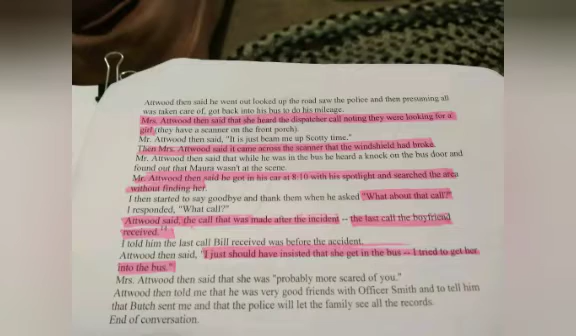 Attwood then said he went out looked up the road saw the police and then presuming all
was taken care of, got back into his bus to do his mileage.
Mrs. Attwood then said that she heard the dispatcher call noting they were looking for a
girl (they have a scanner on the front porch).
Mr. Attwood then said, "It is just beam me up Scotty time."
Then Mrs. Attwood said it came across the scanner that the windshield had broke.
Mr. Attwood then said that while he was in the bus he heard a knock on the bus door and
found out that Maura wasn't at the scene.
Mr. Attwood then said he got in his car at 8:10 with his spotlight and searched the area
without finding her.
I then started to say goodbye and thank them when he asked "What about that call?"
I responded, "What call?"
Attwood said, the call that was made after the incident -- the last call the boyfriend
received."
I told him the last call Bill received was before the accident.
Attwood then said, "I just should have insisted that she get in the bus -- I tried to get her
into the bus."
Mrs. Attwood then said that she was "probably more scared of you."
Attwood then told me that he was very good friends with Officer Smith and to tell him
that Butch sent me and that the police will let the family see all the records.
End of conversation.